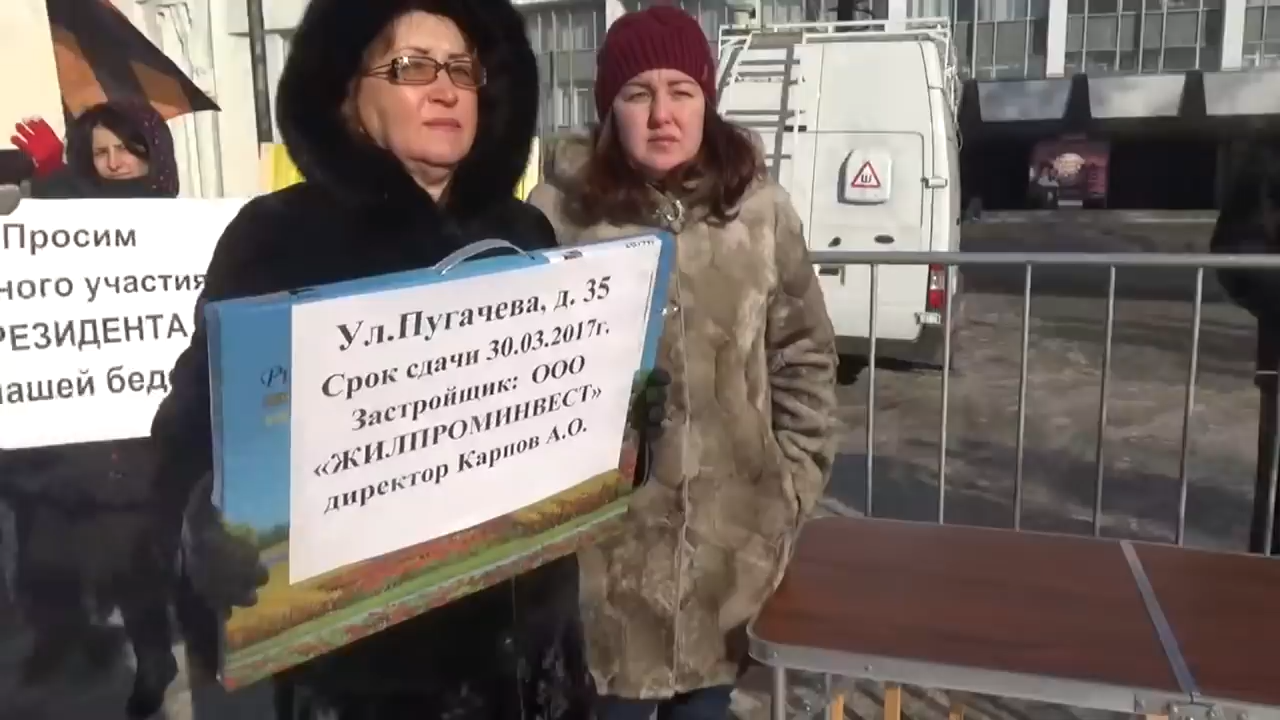 Просим
ного участия
РЕЗИДЕНТА
нашей бед
Ул.Пугачева, д. 35
Срок сдачи 30.03.2017г.
Застройщик: ООО
«ЖИЛПРОМИНВЕСТ»
директор Карпов А.О.
Ш